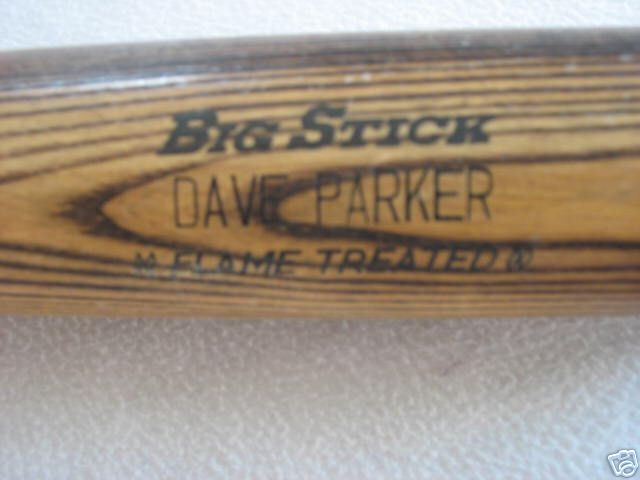 BIG STICK
DAVE PARKER
FLAME TREATED ®